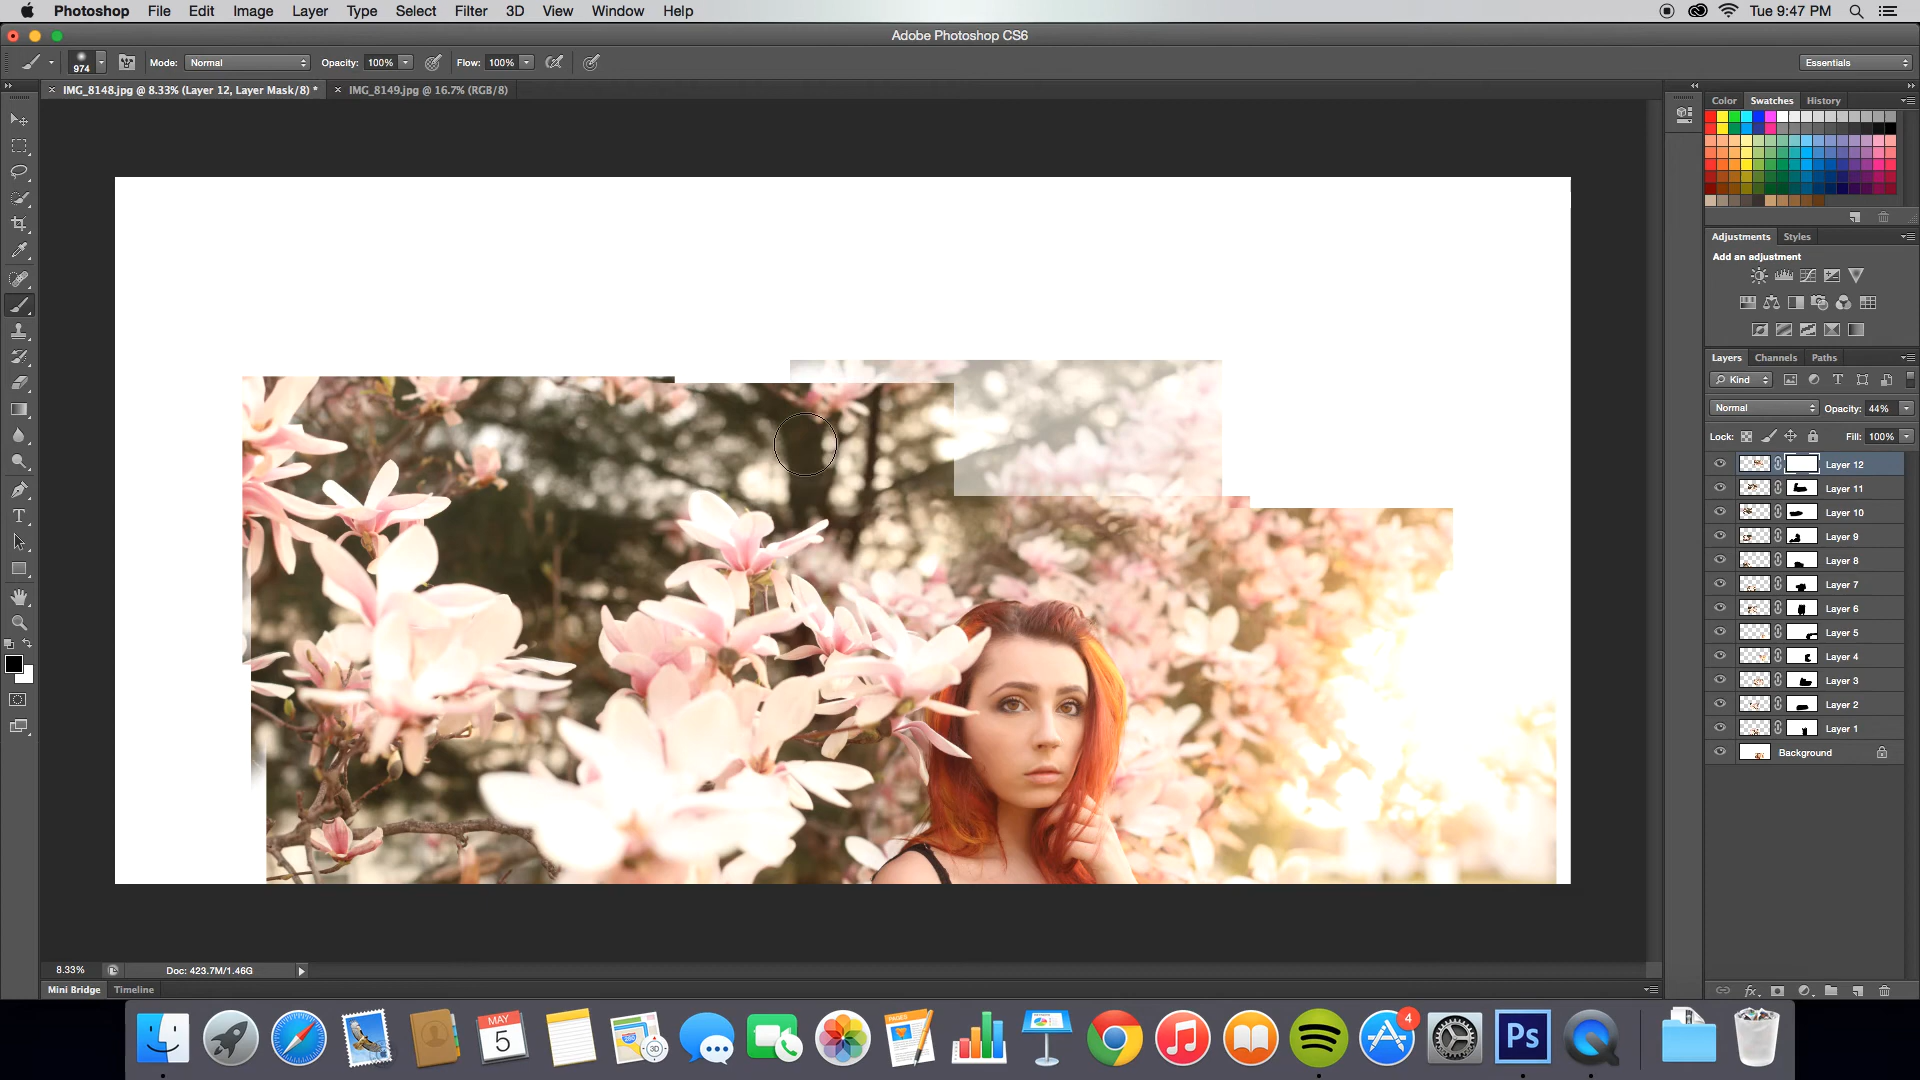 Photoshop File Edit Image Layer Type Select Filter 3D View Window Help Tue 9:47 PM
Adobe Photoshop CS6
974 Mode: Normal Opacity: 100% Flow: 100% Essentials
IMG_8148.jpg @ 8.33% (Layer 12, Layer Mask/8) * IMG_8149.jpg @ 16.7% (RGB/8)
Color Swatches History
Adjustments Styles
Add an adjustment
Layers Channels Paths
Kind
Normal Opacity: 44%
Lock: Fill: 100%
Layer 12
Layer 11
Layer 10
Layer 9
Layer 8
Layer 7
Layer 6
Layer 5
Layer 4
Layer 3
Layer 2
Layer 1
Background
8.33% Doc: 423.7M/1.46G
Mini Bridge Timeline
MAY
5
PAGES
4
Ps